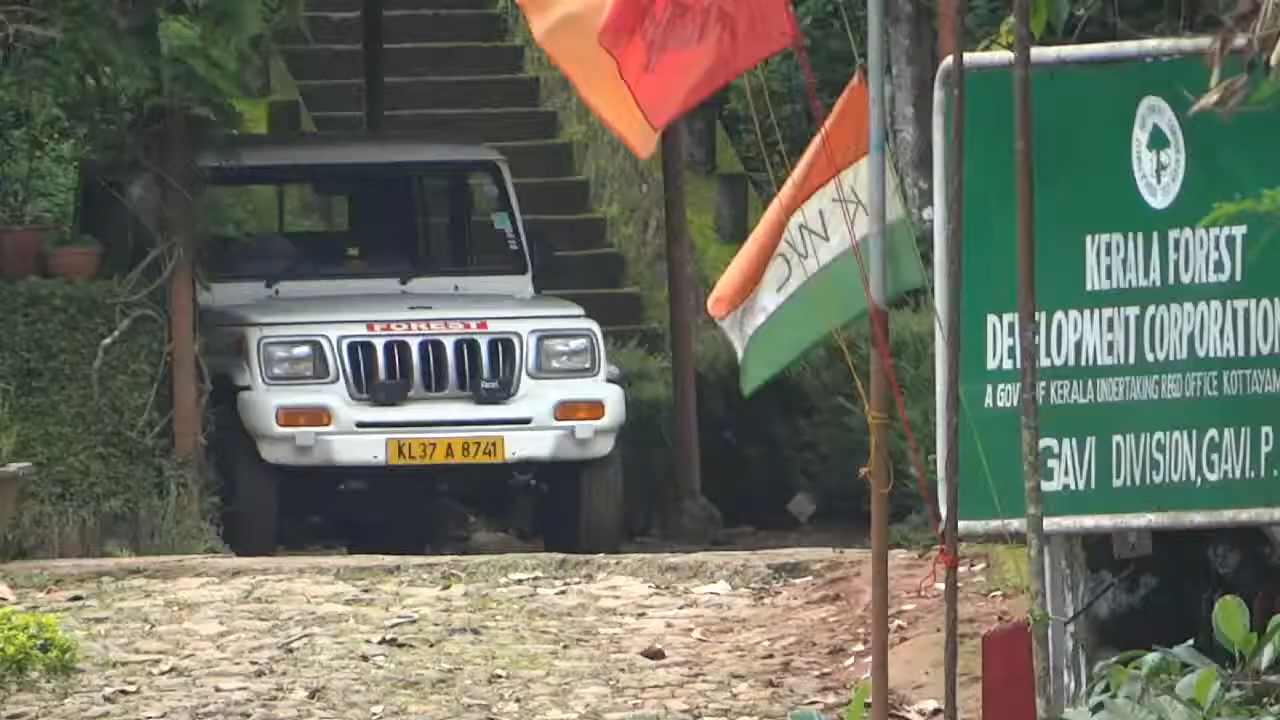 FOREST
KL37 A 8741
KERALA FOREST
DEVELOPMENT CORPORATION
A GOVT OF KERALA UNDERTAKING REGD OFFICE KOTTAYAM
GAVI DIVISION, GAVI. P.